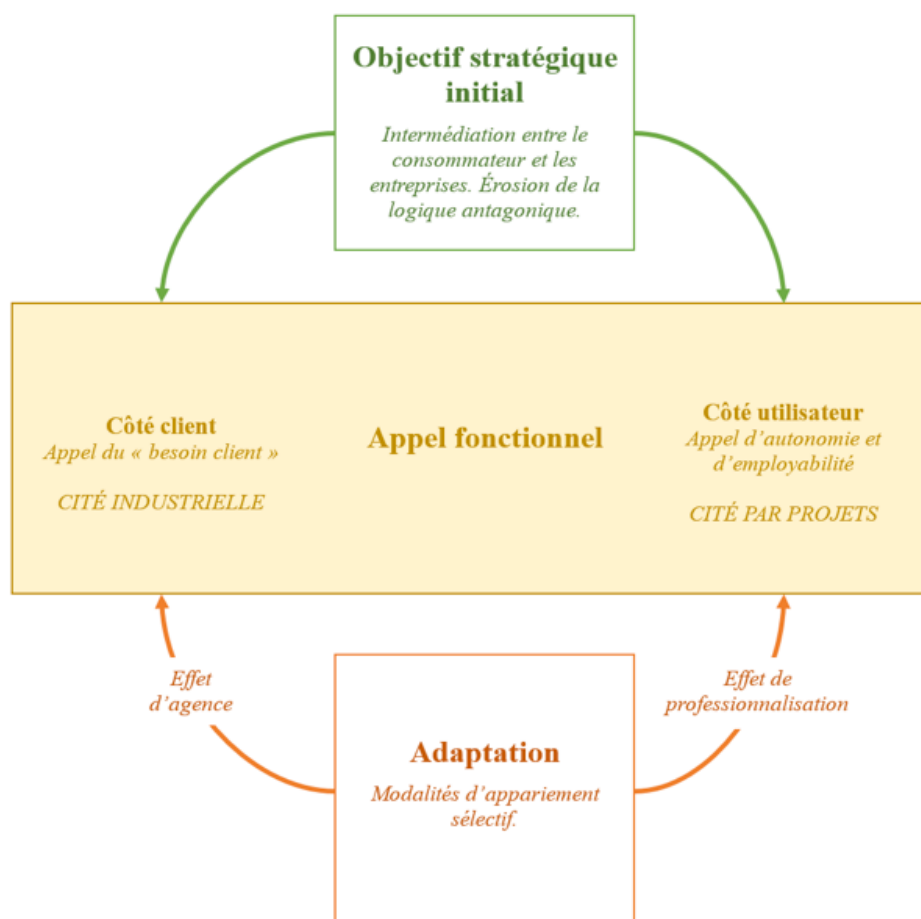 Objectif stratégique
initial
Intermédiation entre le
consommateur et les
entreprises. Érosion de la
logique antagonique.
Côté client
Appel du « besoin client »
CITÉ INDUSTRIELLE
Appel fonctionnel
Côté utilisateur
Appel d’autonomie et
d’employabilité
CITÉ PAR PROJETS
Effet
d’agence
Effet de
professionnalisation
Adaptation
Modalités d’appariement
sélectif.